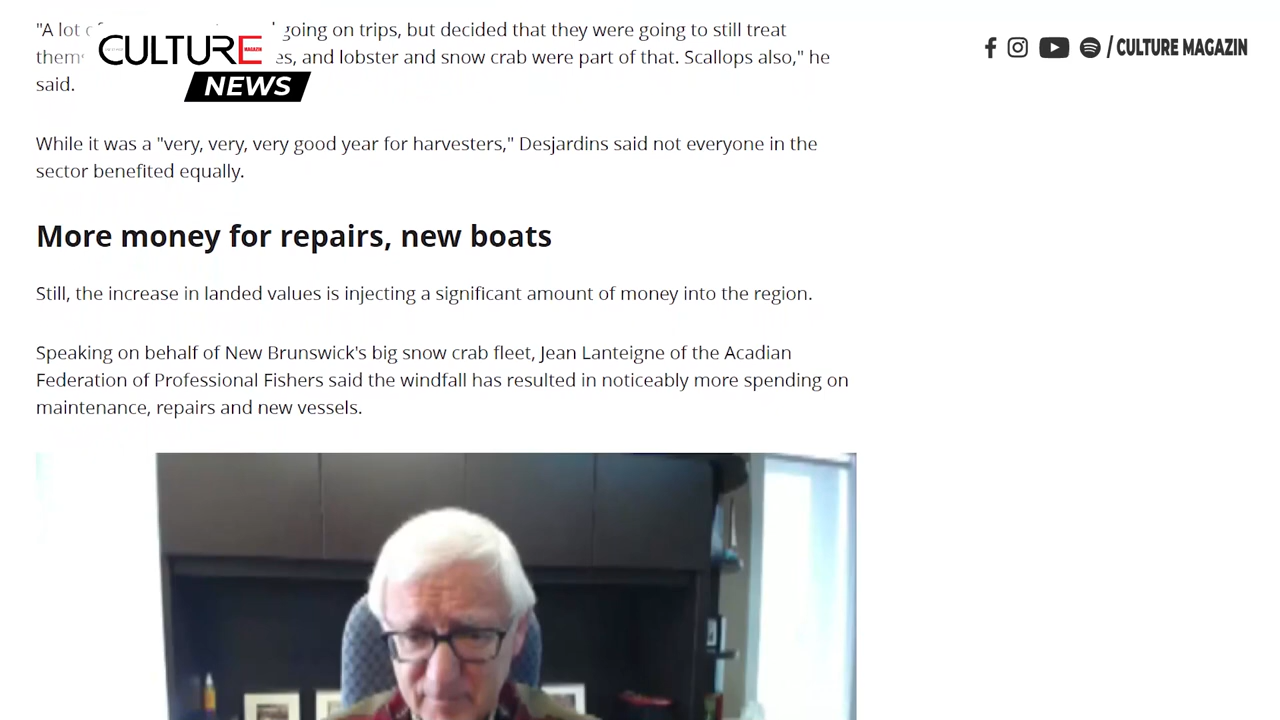 "A lot going on trips, but decided that they were going to still treat
and lobster and snow crab were part of that. Scallops also," he
said.
CULTURE
MAGAZIN
NEWS
/ CULTURE MAGAZIN
While it was a "very, very, very good year for harvesters," Desjardins said not everyone in the
sector benefited equally.
More money for repairs, new boats
Still, the increase in landed values is injecting a significant amount of money into the region.
Speaking on behalf of New Brunswick's big snow crab fleet, Jean Lanteigne of the Acadian
Federation of Professional Fishers said the windfall has resulted in noticeably more spending on
maintenance, repairs and new vessels.